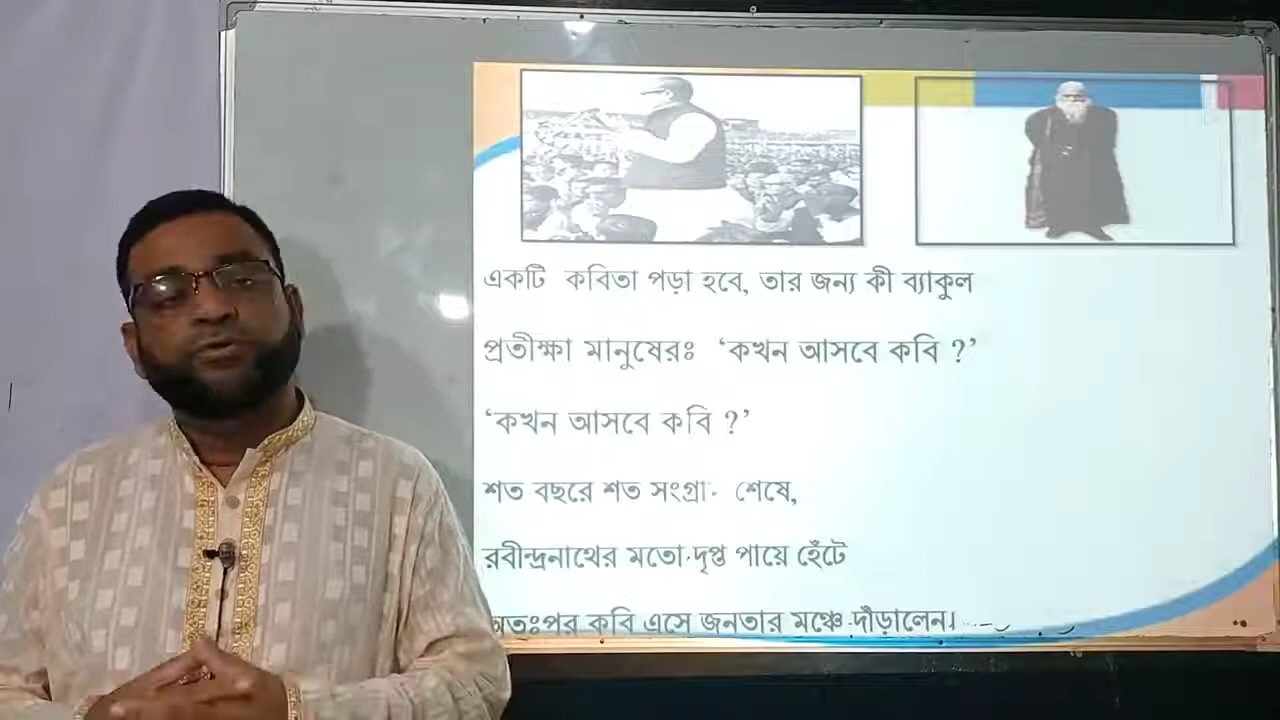 একটি কবিতা পড়া হবে, তার জন্য কী ব্যাকুল
প্রতীক্ষা মানুষেরঃ ‘কখন আসবে কবি ?’
‘কখন আসবে কবি ?’
শত বছরে শত শেষে,
রবীন্দ্রনাথের মতো দৃপ্ত পায়ে হেঁটে
অতঃপর কবি এসে জনতার মঞ্চে দাঁড়ালেন।